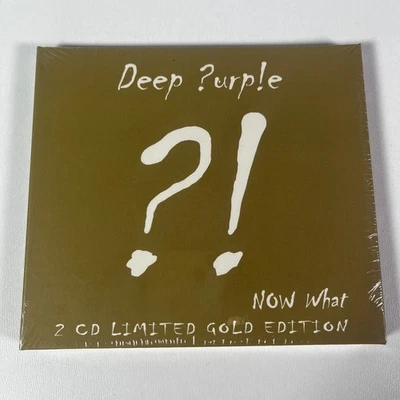 Deep ?urp!e
?!
NOW What
2 CD LIMITED GOLD EDITION